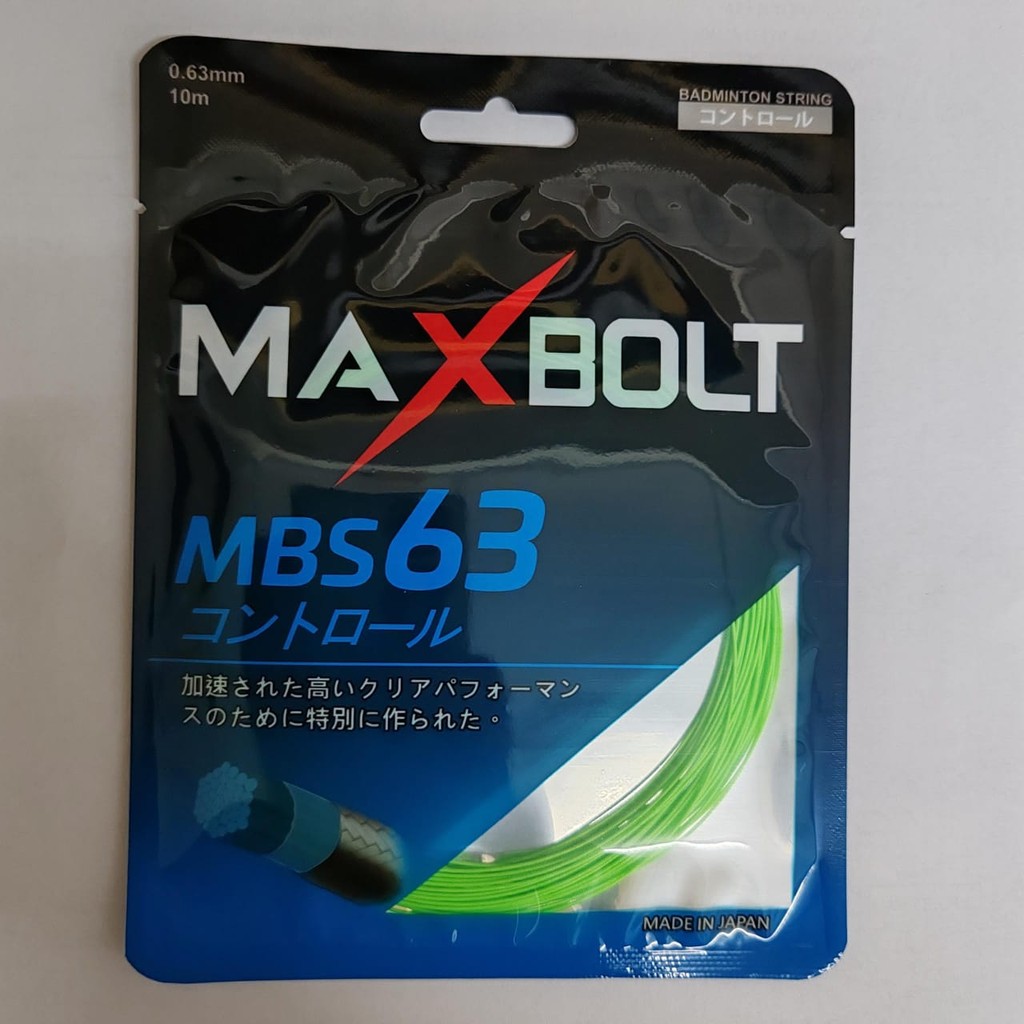 0.63mm
10m
BADMINTON STRING
コントロール
MAXBOLT
MBS63
コントロール
加速された高いクリアパフォーマン
スのために特別に作られた。
MADE IN JAPAN